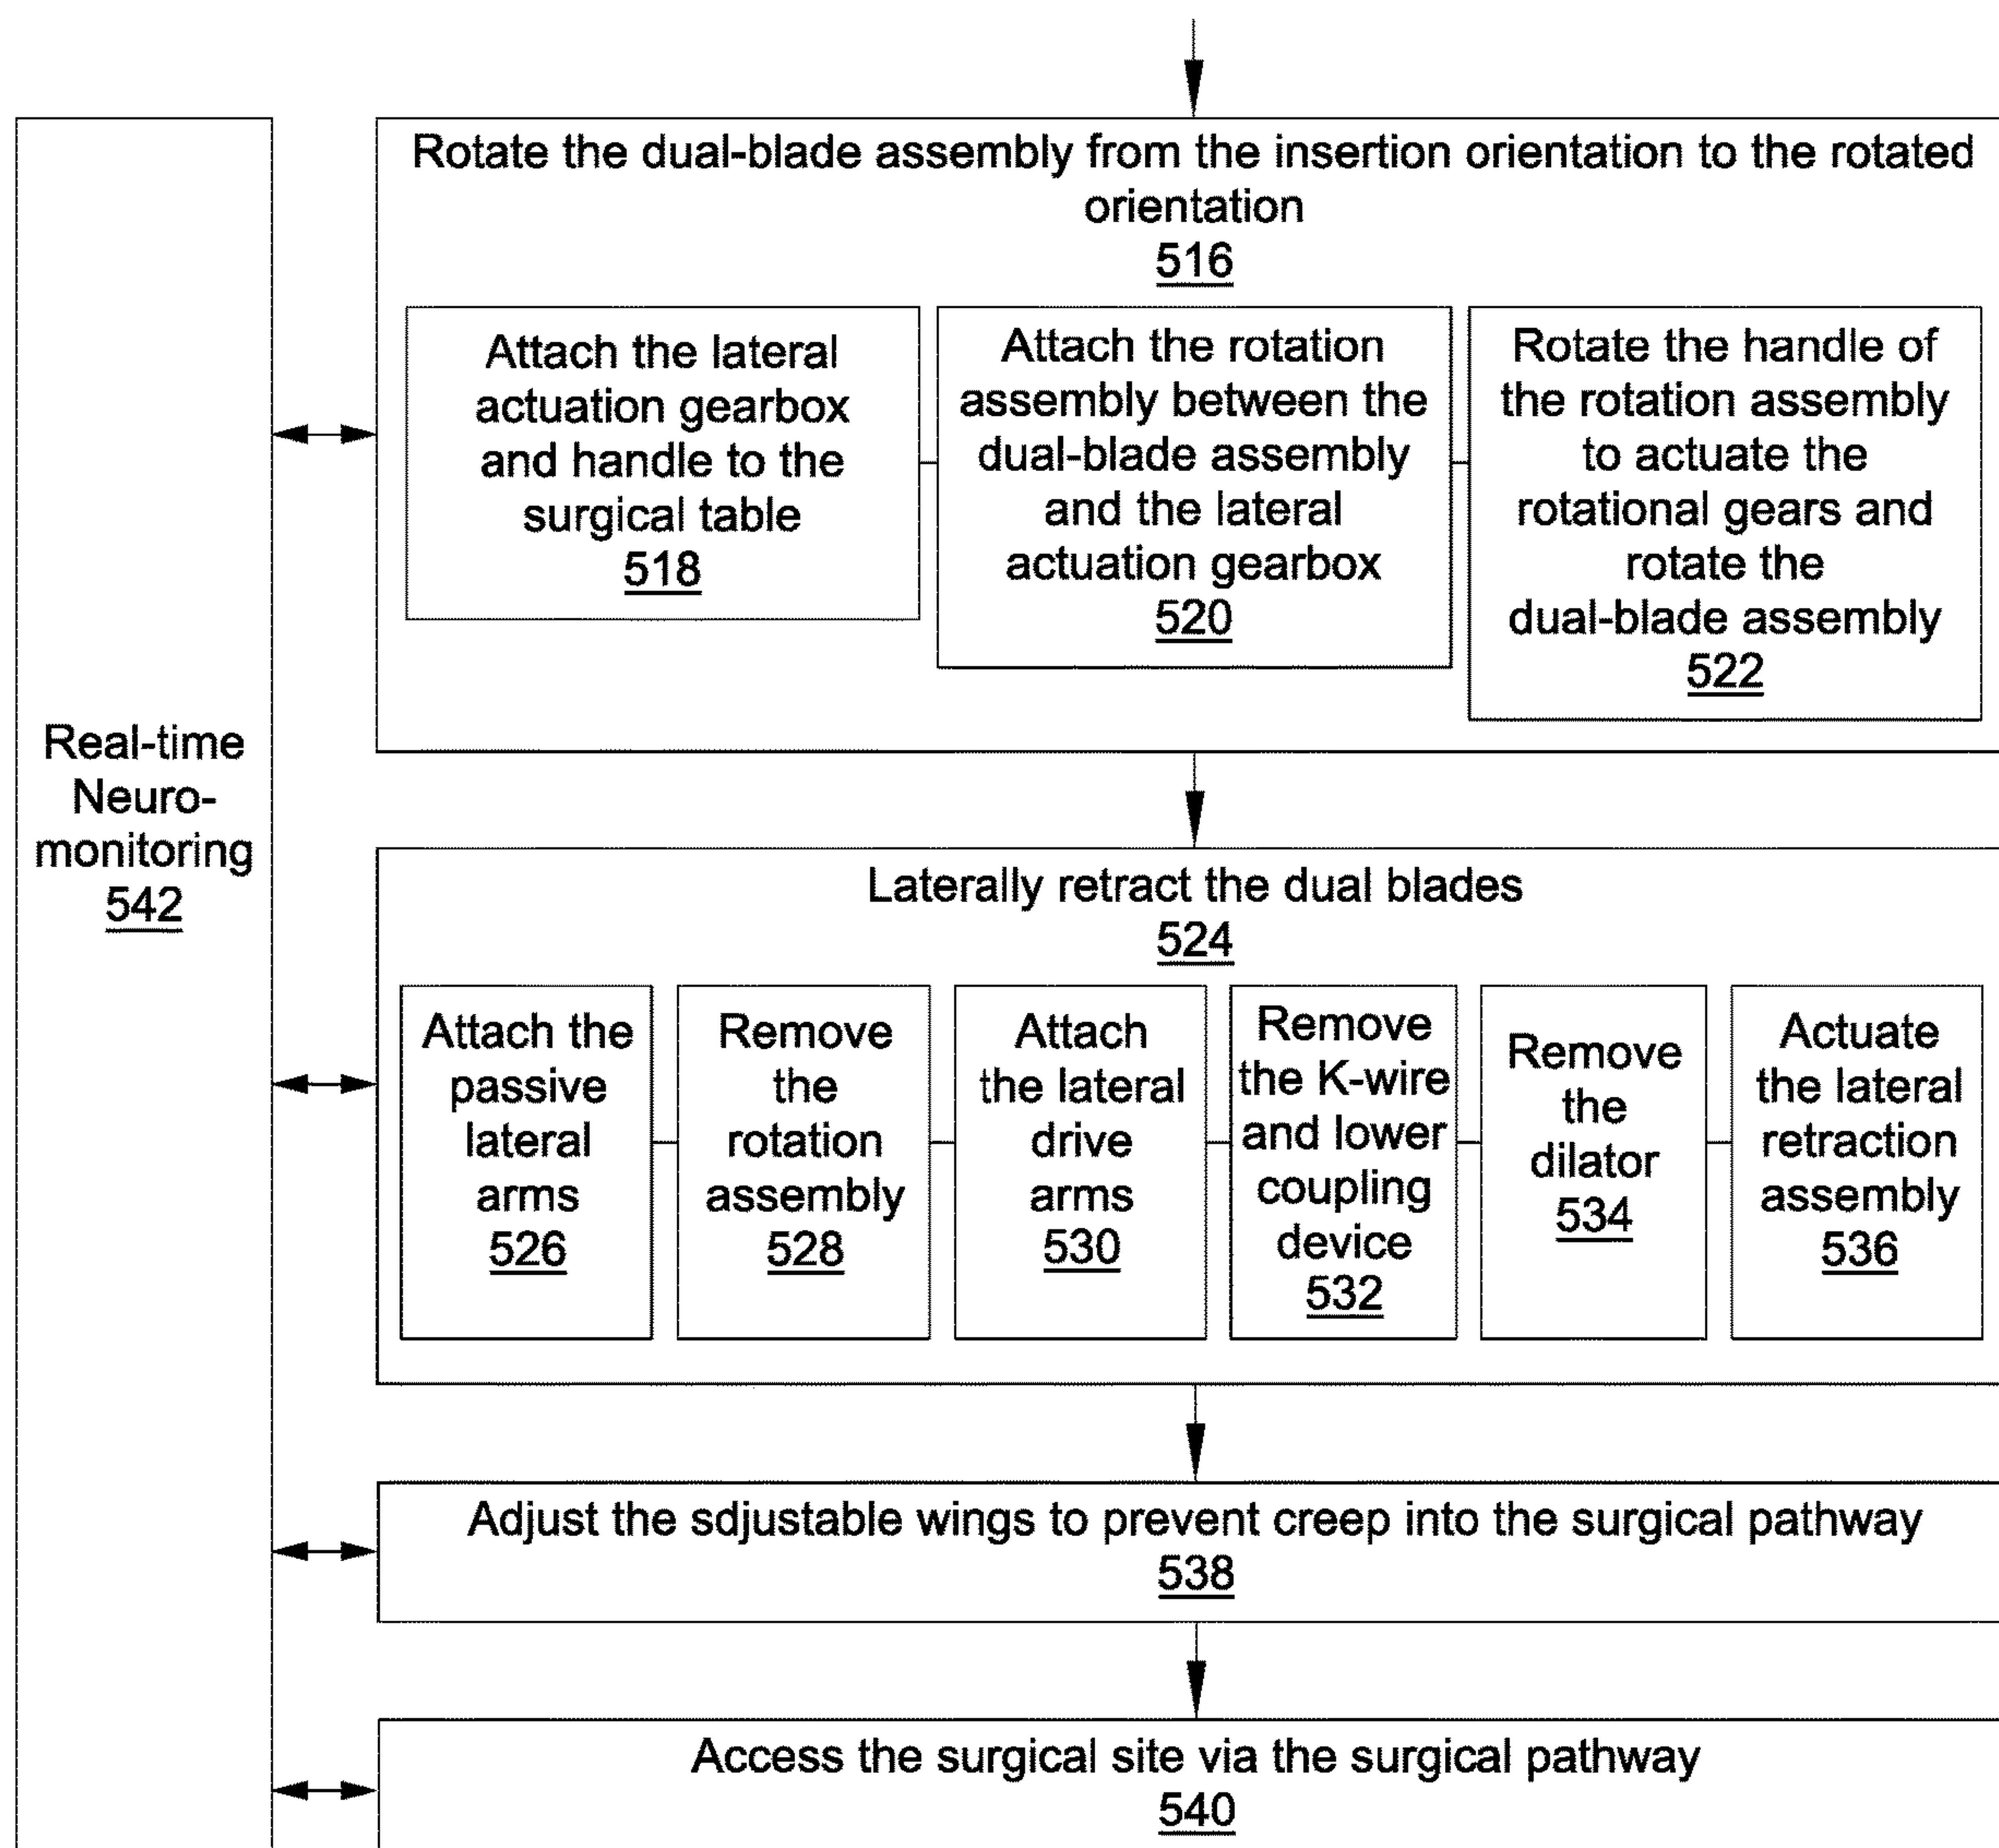 Rotate the dual-blade assembly from the insertion orientation to the rotated
orientation
516
Attach the lateral
actuation gearbox
and handle to the
surgical table
518
Attach the rotation
assembly between the
dual-blade assembly
and the lateral
actuation gearbox
520
Rotate the handle of
the rotation assembly
to actuate the
rotational gears and
rotate the
dual-blade assembly
522
Real-time
Neuro-
monitoring
542
Laterally retract the dual blades
524
Attach the
passive
lateral
arms
526
Remove
the
rotation
assembly
528
Attach
the lateral
drive
arms
530
Remove
the K-wire
and lower
coupling
device
532
Remove
the
dilator
534
Actuate
the lateral
retraction
assembly
536
Adjust the sdjustable wings to prevent creep into the surgical pathway
538
Access the surgical site via the surgical pathway
540